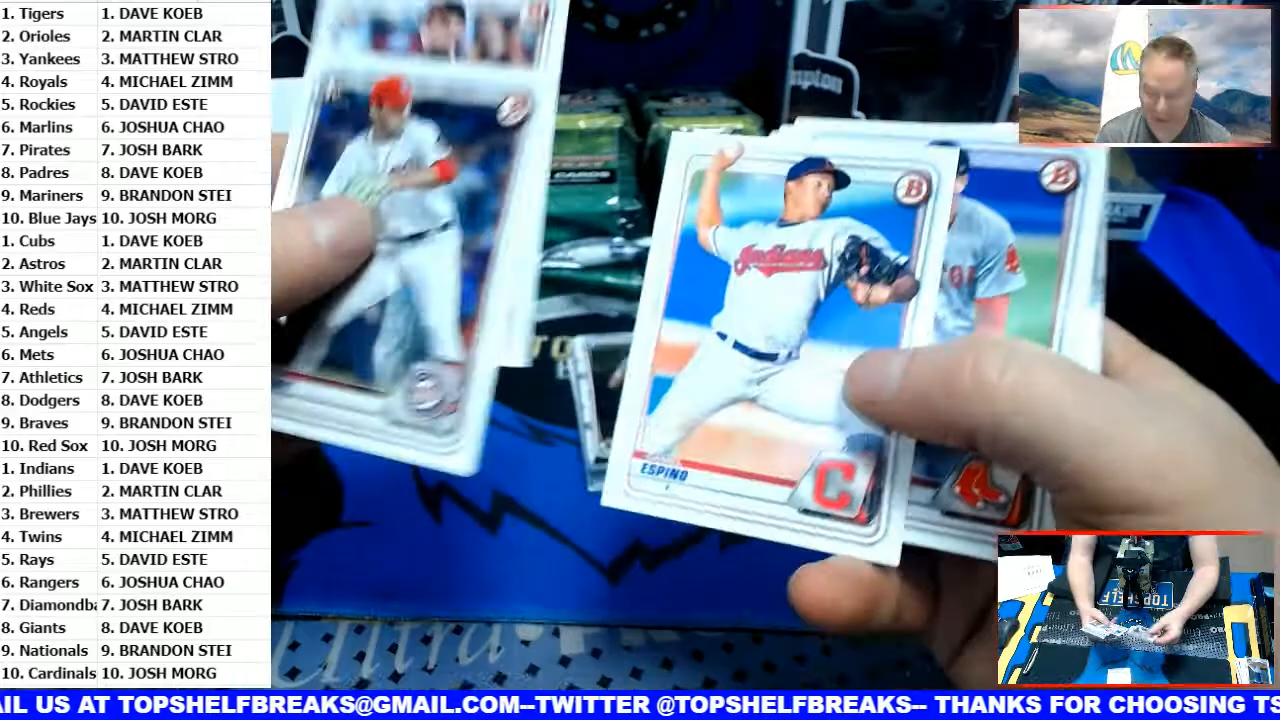 1. Tigers 1. DAVE KOEB
2. Orioles 2. MARTIN CLAR
3. Yankees 3. MATTHEW STRO
4. Royals 4. MICHAEL ZIMM
5. Rockies 5. DAVID ESTE
6. Marlins 6. JOSHUA CHAO
7. Pirates 7. JOSH BARK
8. Padres 8. DAVE KOEB
9. Mariners 9. BRANDON STEI
10. Blue Jays 10. JOSH MORG
1. Cubs 1. DAVE KOEB
2. Astros 2. MARTIN CLAR
3. White Sox 3. MATTHEW STRO
4. Reds 4. MICHAEL ZIMM
5. Angels 5. DAVID ESTE
6. Mets 6. JOSHUA CHAO
7. Athletics 7. JOSH BARK
8. Dodgers 8. DAVE KOEB
9. Braves 9. BRANDON STEI
10. Red Sox 10. JOSH MORG
1. Indians 1. DAVE KOEB
2. Phillies 2. MARTIN CLAR
3. Brewers 3. MATTHEW STRO
4. Twins 4. MICHAEL ZIMM
5. Rays 5. DAVID ESTE
6. Rangers 6. JOSHUA CHAO
7. Diamondba 7. JOSH BARK
8. Giants 8. DAVE KOEB
9. Nationals 9. BRANDON STEI
10. Cardinals 10. JOSH MORG
mpton
CARDS
Indians
B
B
ESPINO
C
TOPSHELF
Ultra
AIL US AT TOPSHELFBREAKS@GMAIL.COM--TWITTER @TOPSHELFBREAKS-- THANKS FOR CHOOSING TS